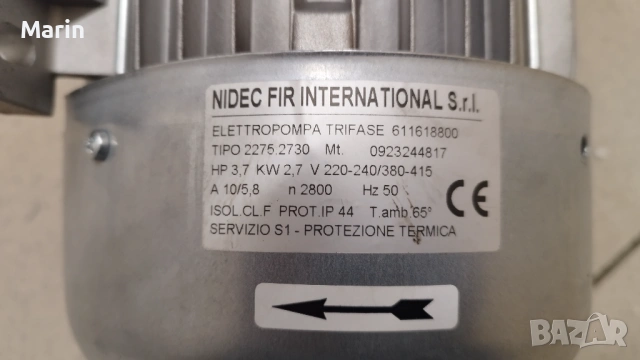 Marin
NIDEC FIR INTERNATIONAL S.r.l.
ELETTROPOMPA TRIFASE 611618800
TIPO 2275.2730 Mt. 0923244817
HP 3,7 KW 2,7 V 220-240/380-415
A 10/5,8 n 2800 Hz 50
ISOL.CL.F PROT.IP 44 T.amb 65°
SERVIZIO S1 - PROTEZIONE TERMICA
CE
BAZAR